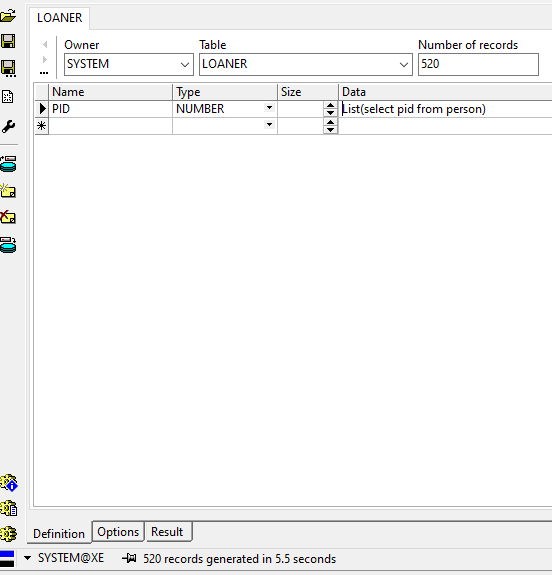 LOANER
Owner Table Number of records
SYSTEM LOANER 520
Name Type Size Data
PID NUMBER List(select pid from person)
Definition Options Result
SYSTEM@XE 520 records generated in 5.5 seconds